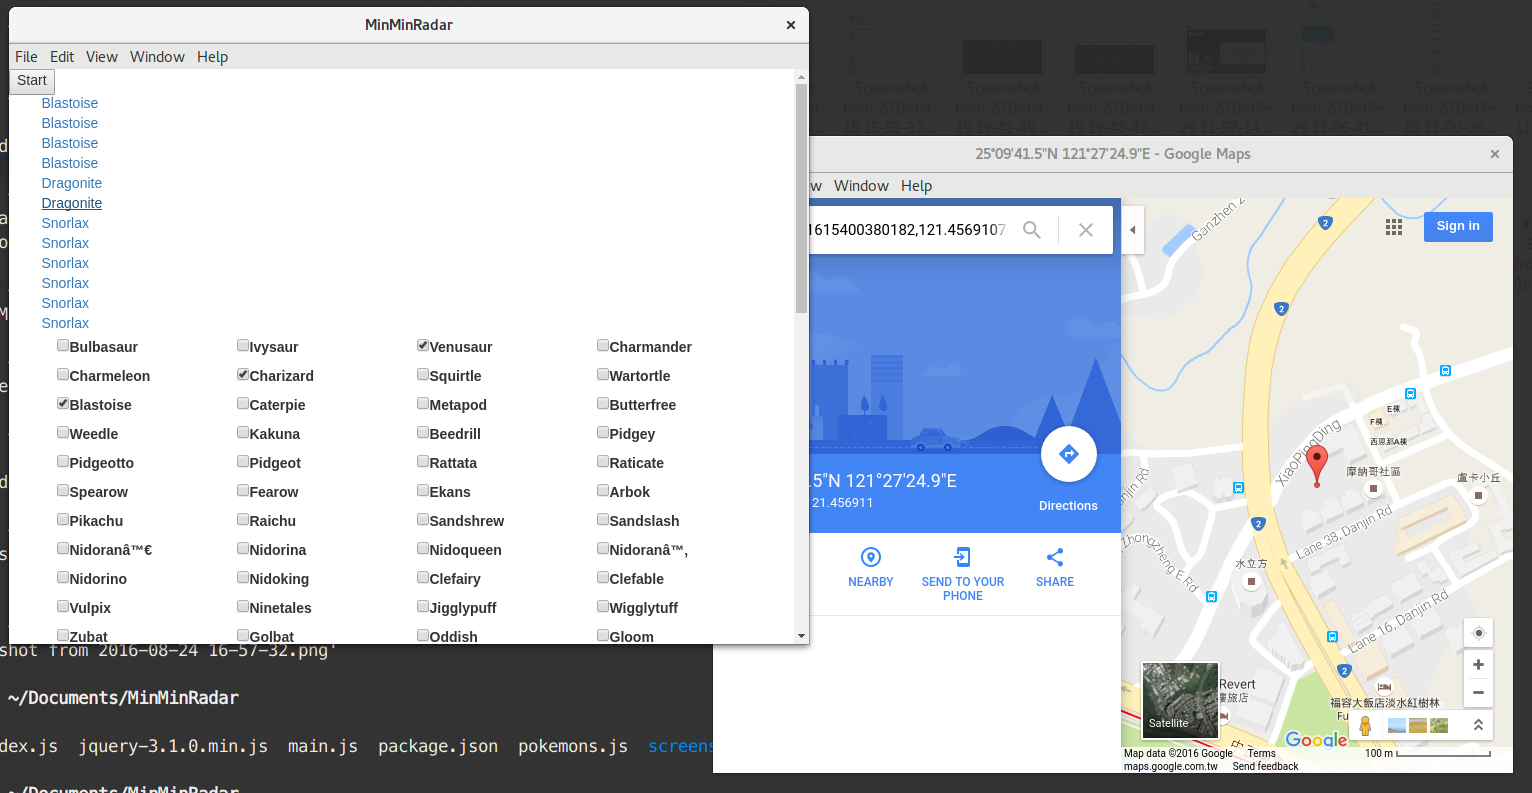 MinMinRadar
File Edit View Window Help
Start
Blastoise
Blastoise
Blastoise
Blastoise
Dragonite
Dragonite
Snorlax
Snorlax
Snorlax
Snorlax
Snorlax
Snorlax
Bulbasaur Ivysaur Venusaur Charmander
Charmeleon Charizard Squirtle Wartortle
Blastoise Caterpie Metapod Butterfree
Weedle Kakuna Beedrill Pidgey
Pidgeotto Pidgeot Rattata Raticate
Spearow Fearow Ekans Arbok
Pikachu Raichu Sandshrew Sandslash
Nidoranâ™€ Nidorina Nidoqueen Nidoranâ™‚
Nidorino Nidoking Clefairy Clefable
Vulpix Ninetales Jigglypuff Wigglytuff
Zubat Golbat Oddish Gloom
shot from 2016-08-24 16-57-32.png'
~/Documents/MinMinRadar
dex.js jquery-3.1.0.min.js main.js package.json pokemons.js screens
~/Documents/MinMinRadar
Screenshot Screenshot Screenshot Screenshot Screenshot
from 2016-04- from 2016-04- from 2016-04- from 2016-05- from 2016-05- from 2016-06-
15 15-51-32. 19 19-41-49. 19 19-43-42. 29 21-57-14. 29 22-06-41. 10 22-00-06.
25°09'41.5"N 121°27'24.9"E - Google Maps
w Window Help
1615400380182,121.4569107
.5"N 121°27'24.9"E
21.456911
Directions
NEARBY
SEND TO YOUR
PHONE
SHARE
Sign in
Ganzhen 2
2
2
E棟
F棟
西恩那A棟
XiaoPingDing
摩納哥社區
盧卡小丘
anjin Rd
2
Lane 38, Danjin Rd
Zhongzheng E Rd
水立方
Lane 16, Danjin Rd
2
Revert
樓旅店
福容大飯店淡水紅樹林
Fu
Satellite
Google
Map data ©2016 Google Terms
100 m
maps.google.com.tw Send feedback